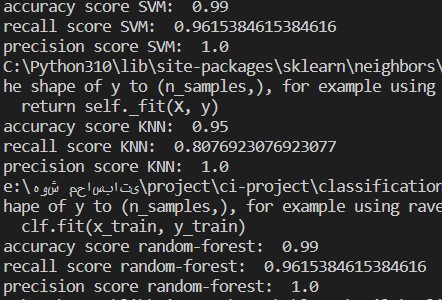 accuracy score SVM:  0.99
recall score SVM:  0.9615384615384616
precision score SVM:  1.0
C:\Python310\lib\site-packages\sklearn\neighbors\
he shape of y to (n_samples,), for example using
return self._fit(X, y)
accuracy score KNN:  0.95
recall score KNN:  0.8076923076923077
precision score KNN:  1.0
e:\هوش محاسباتی\project\ci-project\classification
hape of y to (n_samples,), for example using rave
clf.fit(x_train, y_train)
accuracy score random-forest:  0.99
recall score random-forest:  0.9615384615384616
precision score random-forest:  1.0